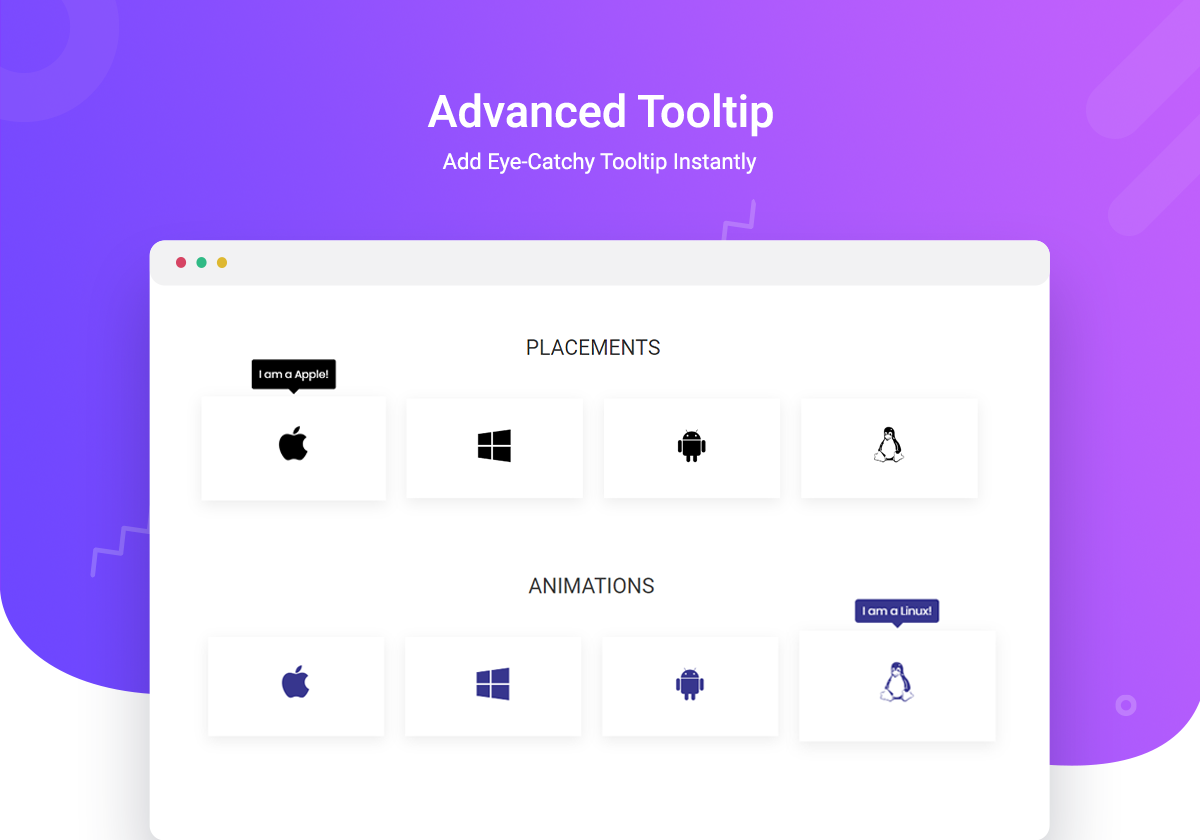 Advanced Tooltip
Add Eye-Catchy Tooltip Instantly
PLACEMENTS
I am a Apple!
ANIMATIONS
I am a Linux!